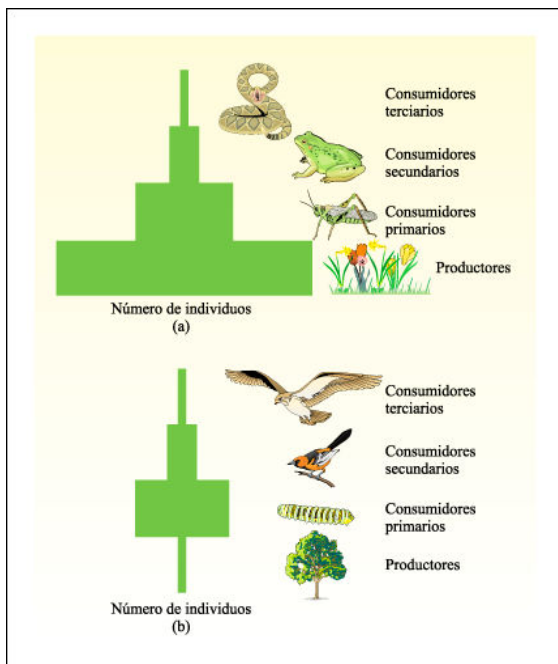 Consumidores
terciarios
Consumidores
secundarios
Consumidores
primarios
Productores
Número de individuos
(a)
Consumidores
terciarios
Consumidores
secundarios
Consumidores
primarios
Productores
Número de individuos
(b)